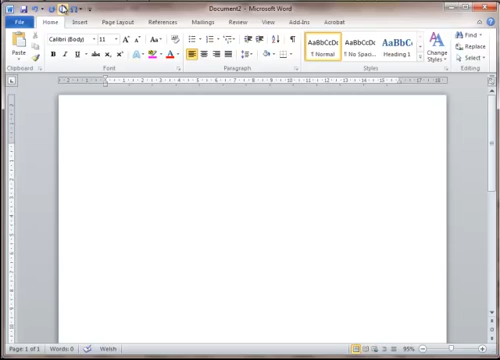 Document2 - Microsoft Word
File Home Insert Page Layout References Mailings Review View Add-Ins Acrobat
Calibri (Body) 11
Paste
B I U abc
AaBbCcDc AaBbCcDc AaBbC
¶ Normal ¶ No Spaci... Heading 1
Change Styles
Find
Replace
Select
Clipboard Font Paragraph Styles Editing
Page: 1 of 1 Words: 0 Welsh 95%